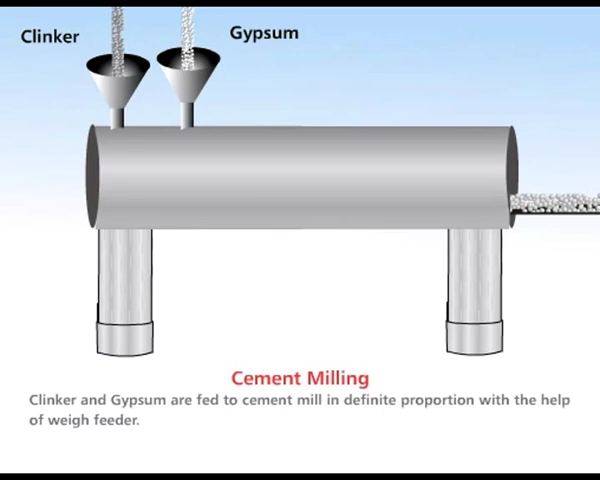 Clinker
Gypsum
Cement Milling
Clinker and Gypsum are fed to cement mill in definite proportion with the help
of weigh feeder.